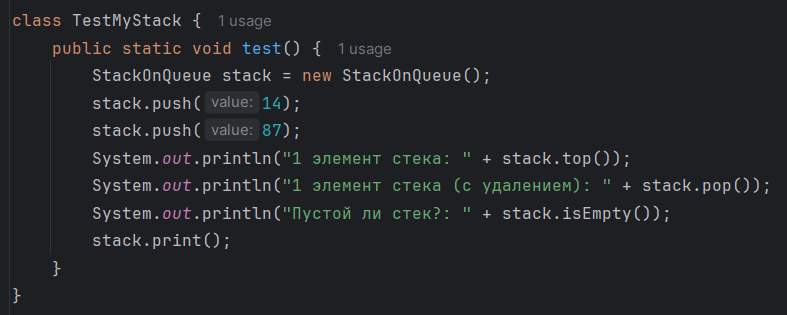 class TestMyStack { 1 usage
public static void test() { 1 usage
StackOnQueue stack = new StackOnQueue();
stack.push( value: 14);
stack.push( value: 87);
System.out.println("1 элемент стека: " + stack.top());
System.out.println("1 элемент стека (с удалением): " + stack.pop());
System.out.println("Пустой ли стек?: " + stack.isEmpty());
stack.print();
}
}